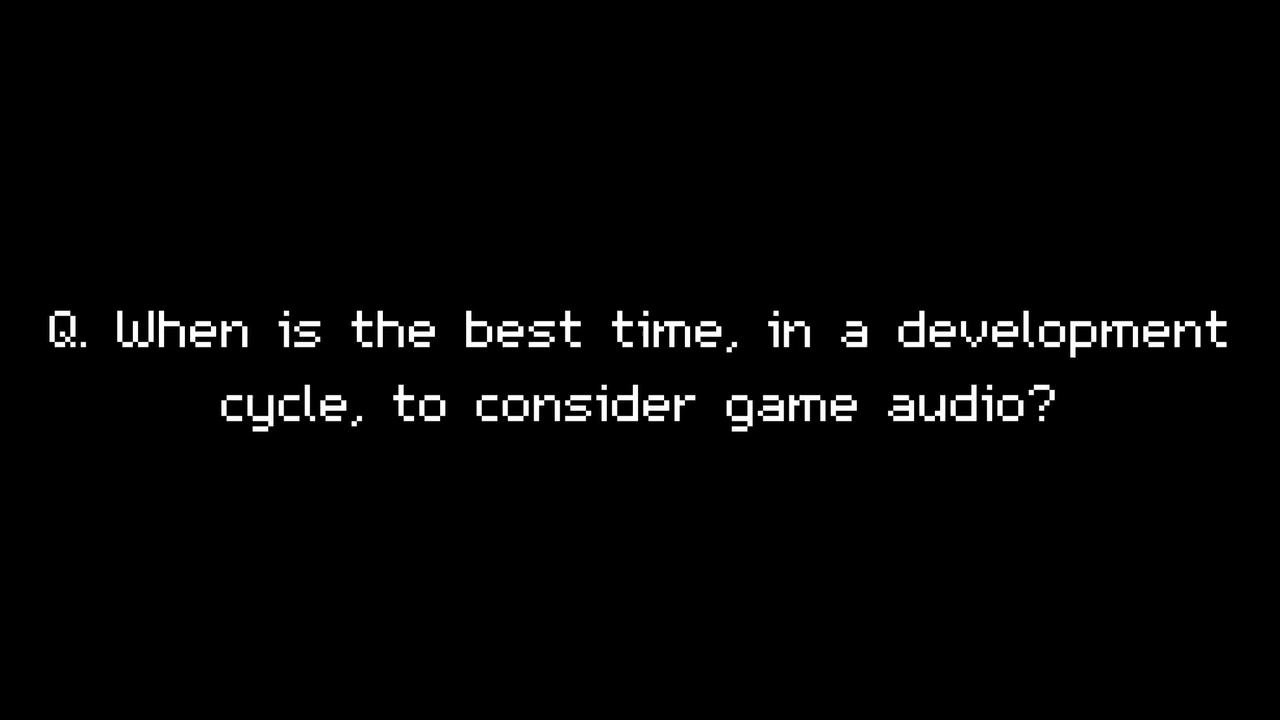 Q. When is the best time, in a development
cycle, to consider game audio?